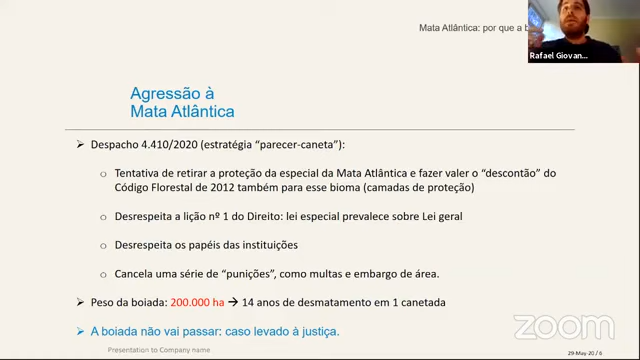 Mata Atlântica: por que a b
Rafael Giovan...
Agressão à
Mata Atlântica
➢ Despacho 4.410/2020 (estratégia “parecer-caneta”):
o Tentativa de retirar a proteção da especial da Mata Atlântica e fazer valer o “descontão” do
Código Florestal de 2012 também para esse bioma (camadas de proteção)
o Desrespeita a lição nº 1 do Direito: lei especial prevalece sobre Lei geral
o Desrespeita os papéis das instituições
o Cancela uma série de “punições”, como multas e embargo de área.
➢ Peso da boiada: 200.000 ha → 14 anos de desmatamento em 1 canetada
➢ A boiada não vai passar: caso levado à justiça.
zoom
Presentation to Company name
29-May-20 / 6